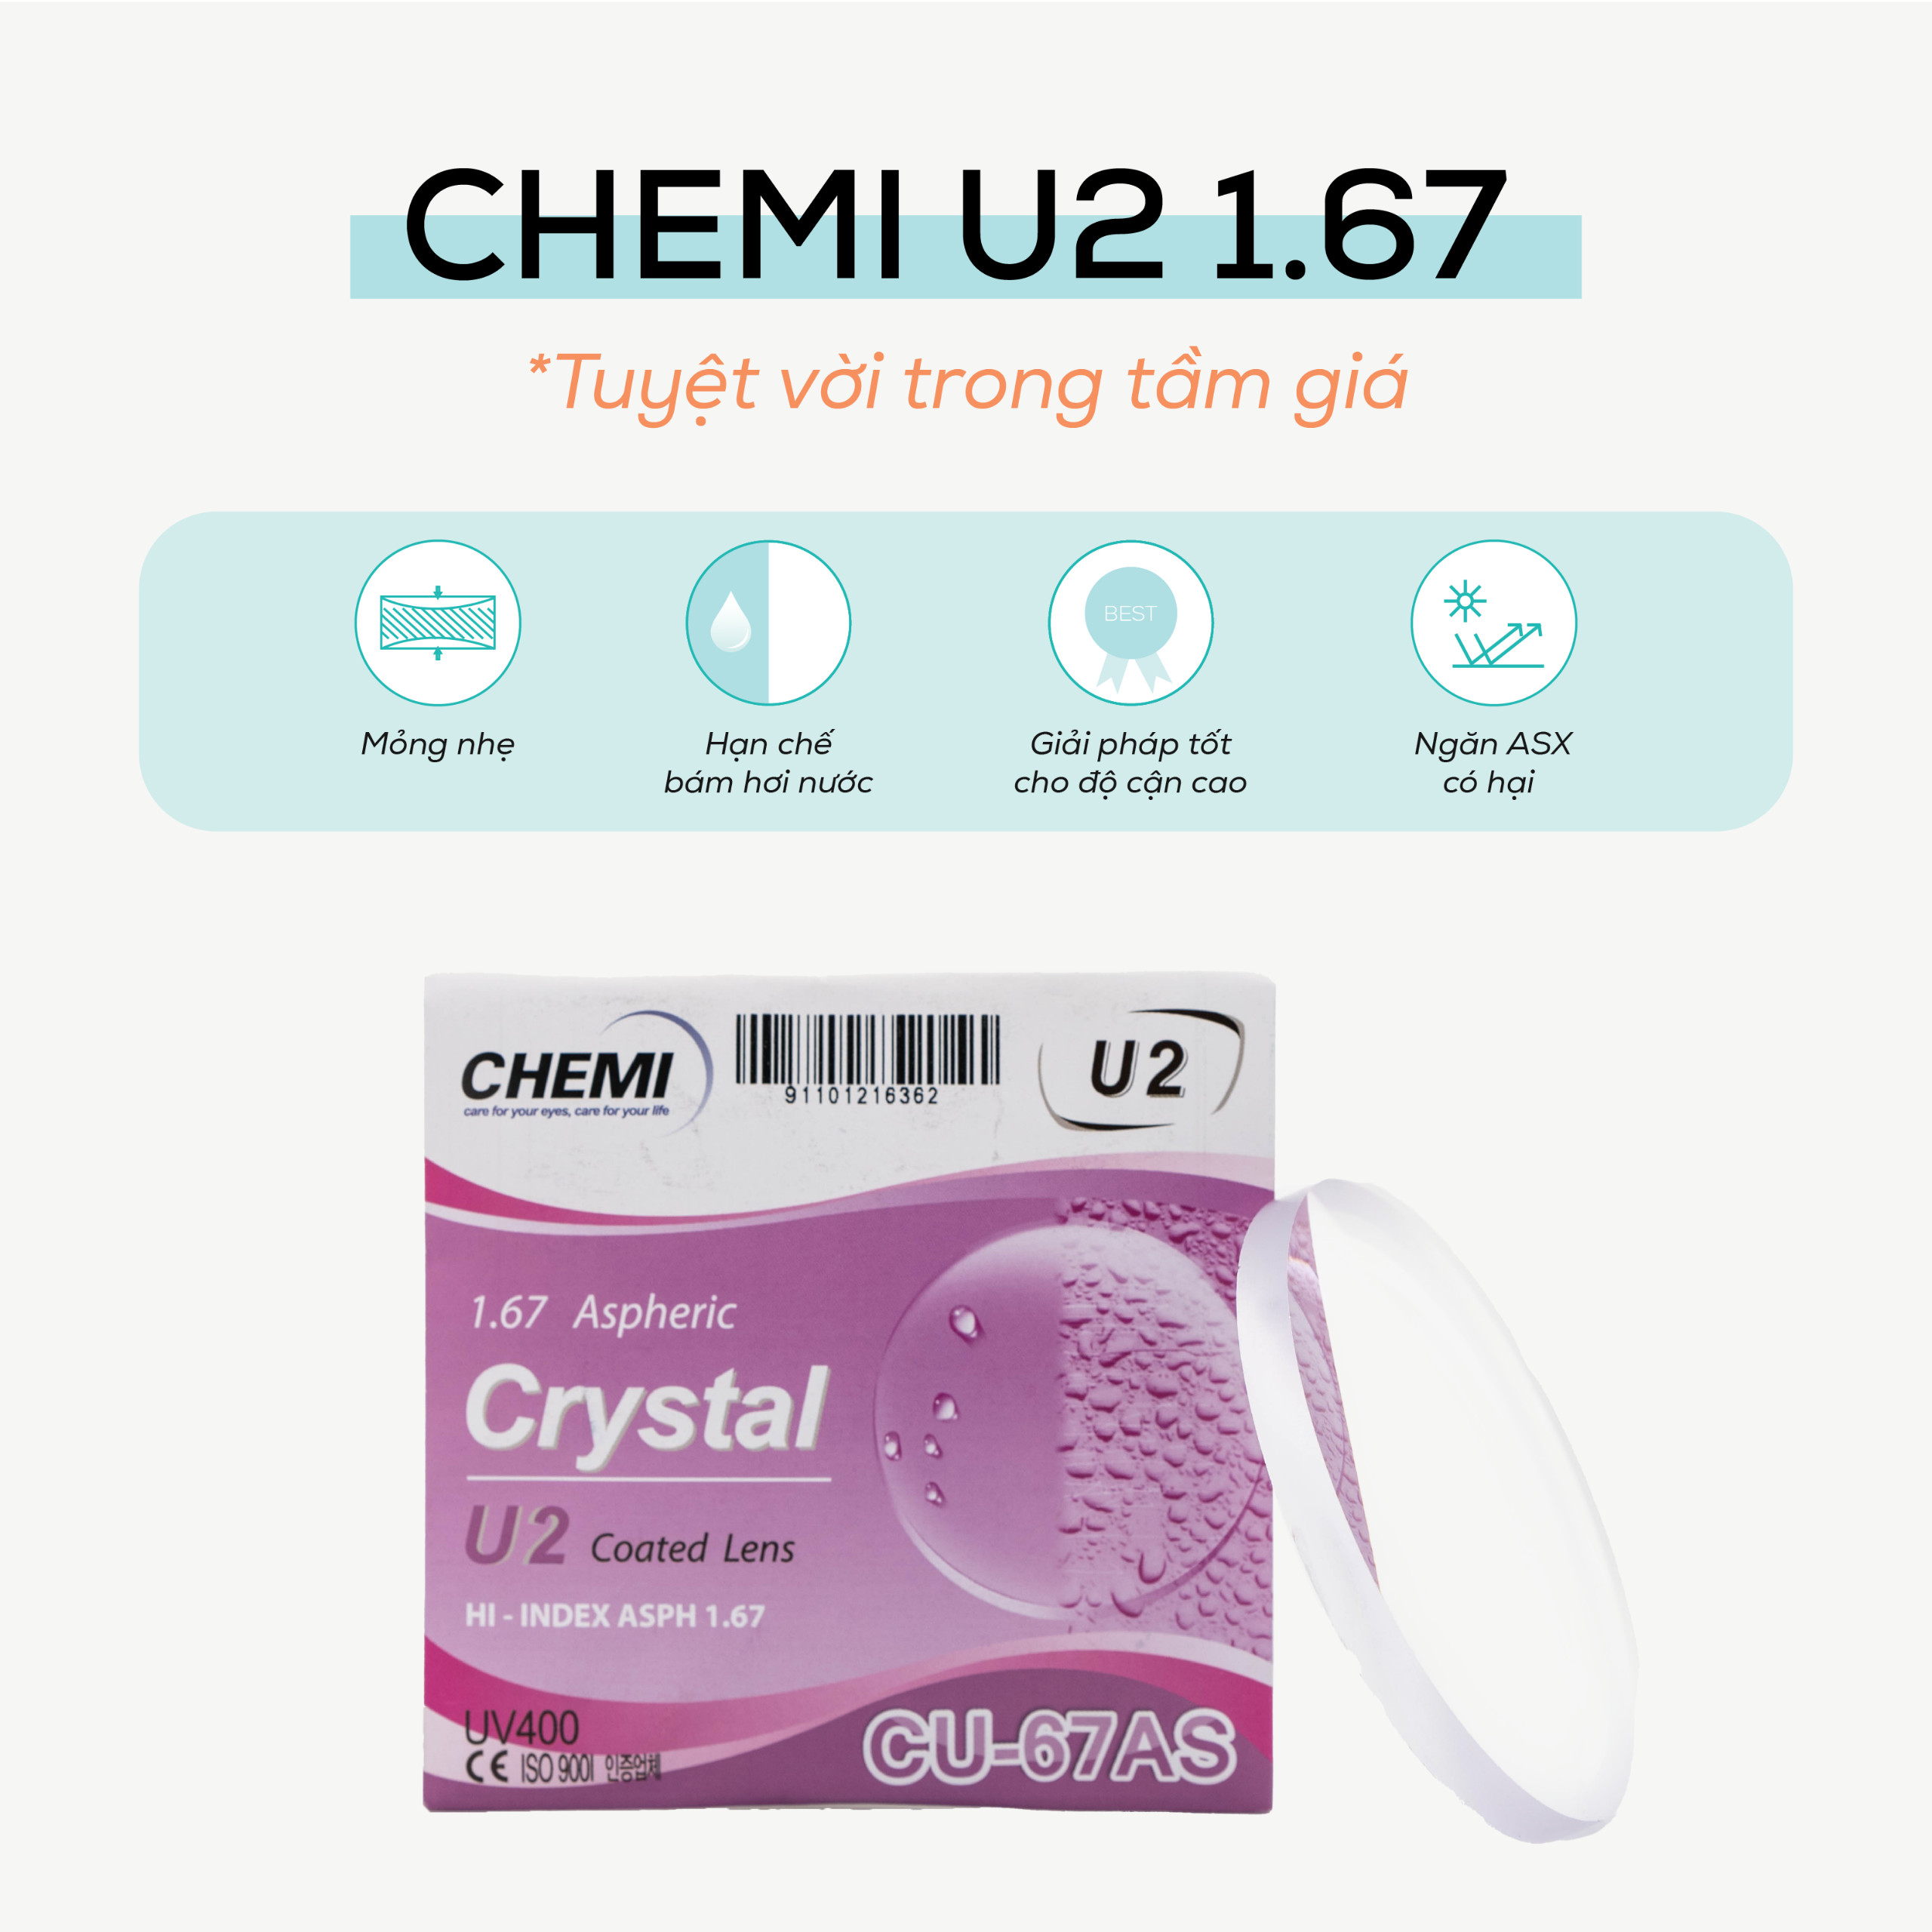 CHEMI U2 1.67
*Tuyệt vời trong tầm giá
BEST
Mỏng nhẹ
Hạn chế
bám hơi nước
Giải pháp tốt
cho độ cận cao
Ngăn ASX
có hại
CHEMI
care for your eyes, care for your life
91101216362
U2
1.67 Aspheric
Crystal
U2 Coated Lens
HI - INDEX ASPH 1.67
UV400
CE ISO 9001 인증업체
CU-67AS